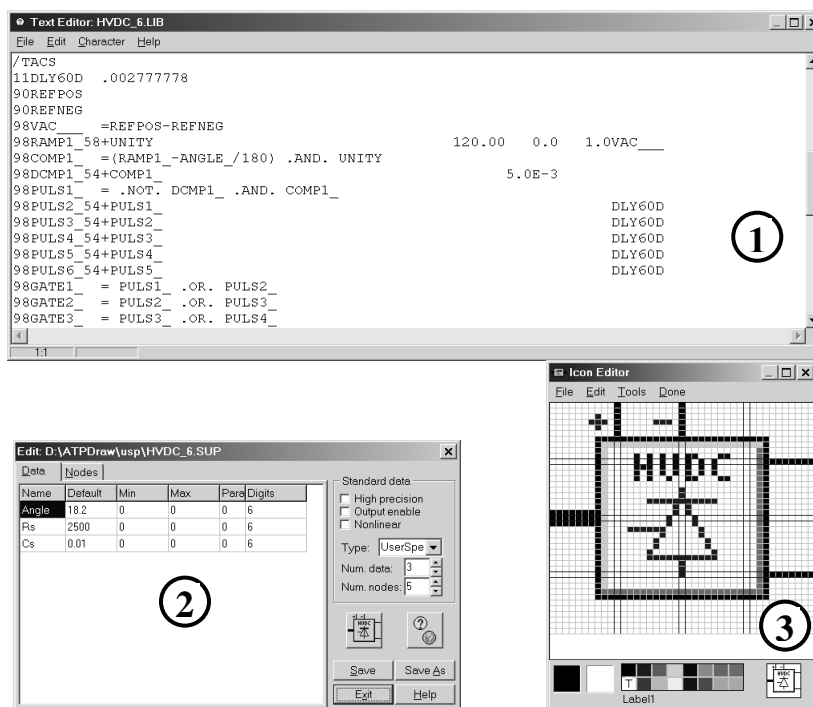 Text Editor: HVDC_6.LIB
File Edit Character Help
/TACS
11DLY60D .002777778
90REFPOS
90REFNEG
98VAC___ =REFPOS-REFNEG
98RAMP1_58+UNITY 120.00 0.0 1.0VAC___
98COMP1_ =(RAMP1_-ANGLE_/180) .AND. UNITY
98DCMP1_54+COMP1_ 5.0E-3
98PULS1_ = .NOT. DCMP1_ .AND. COMP1_
98PULS2_54+PULS1_ DLY60D
98PULS3_54+PULS2_ DLY60D
98PULS4_54+PULS3_ DLY60D
98PULS5_54+PULS4_ DLY60D
98PULS6_54+PULS5_ DLY60D
98GATE1_ = PULS1_ .OR. PULS2_
98GATE2_ = PULS2_ .OR. PULS3_
98GATE3_ = PULS3_ .OR. PULS4_
1:1
1
Icon Editor
File Edit Tools Done
+ -
HVDC
3
T
Label1
HVDC
Edit: D:\ATPDraw\usp\HVDC_6.SUP
Data Nodes
Name Default Min Max Para Digits
Angle 18.2 0 0 0 6
Rs 2500 0 0 0 6
Cs 0.01 0 0 0 6
2
Standard data
High precision
Output enable
Nonlinear
Type: UserSpe
Num. data: 3
Num. nodes: 5
HVDC
?
Save Save As
Exit Help